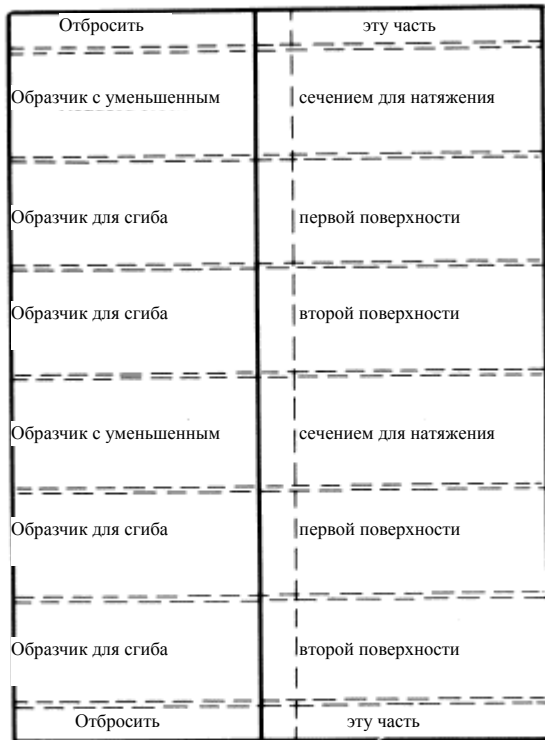 Отбросить эту часть
Образчик с уменьшенным сечением для натяжения
Образчик для сгиба первой поверхности
Образчик для сгиба второй поверхности
Образчик с уменьшенным сечением для натяжения
Образчик для сгиба первой поверхности
Образчик для сгиба второй поверхности
Отбросить эту часть